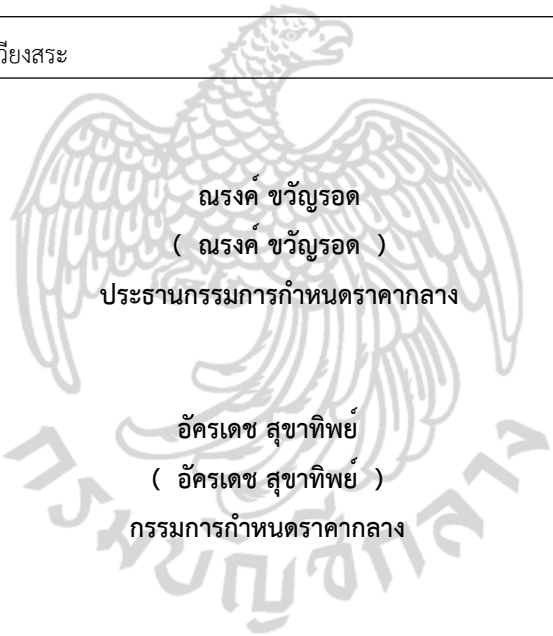 วียงสระ
ณรงค์ ขวัญรอด
( ณรงค์ ขวัญรอด )
ประธานกรรมการกำหนดราคากลาง
อัครเดช สุขาทิพย์
( อัครเดช สุขาทิพย์ )
กรรมการกำหนดราคากลาง
กรมบัญชีกลาง